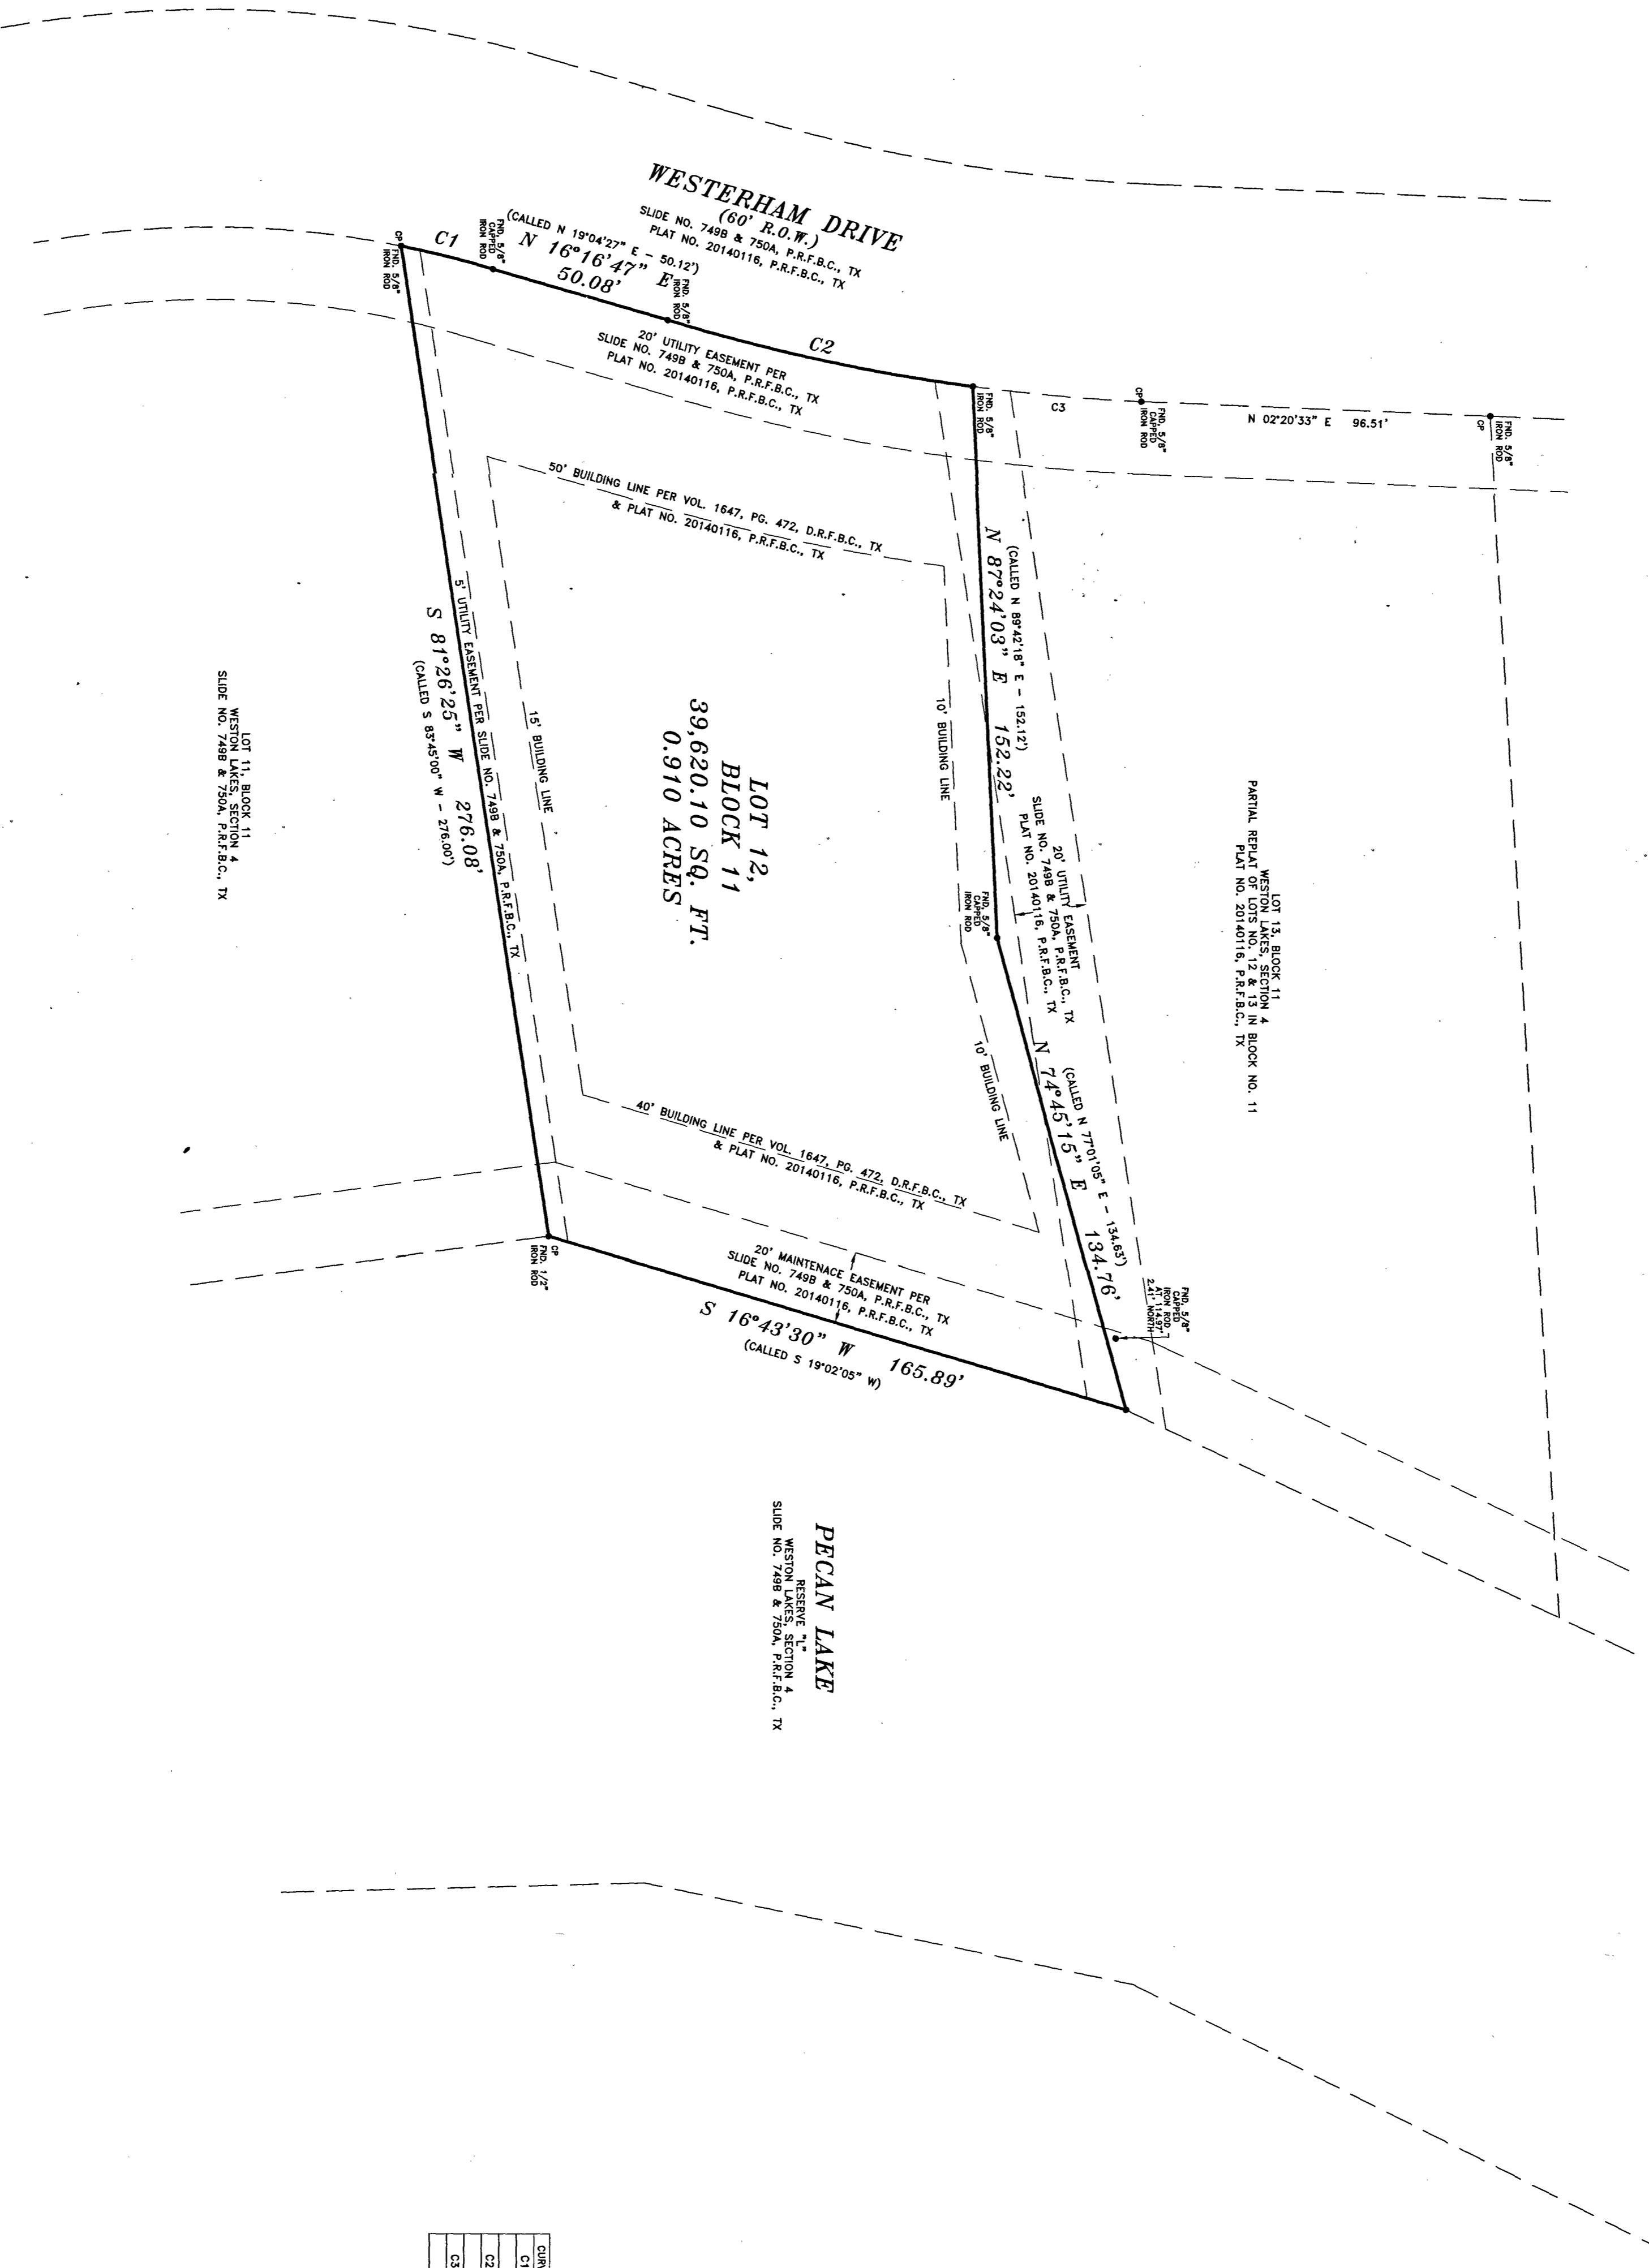 WESTERHAM DRIVE
(60' R.O.W.)
SLIDE NO. 749B & 750A, P.R.F.B.C., TX
PLAT NO. 20140116, P.R.F.B.C., TX
(CALLED N 19°04'27" E - 50.12')
N 16°16'47" E
50.08'
C1
FND. 5/8"
CAPPED
IRON ROD
CP
FND. 5/8"
IRON ROD
FND. 5/8"
IRON ROD
C2
20' UTILITY EASEMENT PER
SLIDE NO. 749B & 750A, P.R.F.B.C., TX
PLAT NO. 20140116, P.R.F.B.C., TX
FND. 5/8"
IRON ROD
C3
CP
FND. 5/8"
CAPPED
IRON ROD
N 02°20'33" E 96.51'
FND. 5/8"
IRON ROD
CP
50' BUILDING LINE PER VOL. 1647, PG. 472, D.R.F.B.C., TX
& PLAT NO. 20140116, P.R.F.B.C., TX
(CALLED N 89°42'18" E - 152.12')
N 87°24'03" E 152.22'
10' BUILDING LINE
20' UTILITY EASEMENT
SLIDE NO. 749B & 750A, P.R.F.B.C., TX
PLAT NO. 20140116, P.R.F.B.C., TX
FND. 5/8"
CAPPED
IRON ROD
LOT 13, BLOCK 11
WESTON LAKES, SECTION 4
PARTIAL REPLAT OF LOTS NO. 12 & 13 IN BLOCK NO. 11
PLAT NO. 20140116, P.R.F.B.C., TX
LOT 12,
BLOCK 11
39,620.10 SQ. FT.
0.910 ACRES
15' BUILDING LINE
5' UTILITY EASEMENT PER SLIDE NO. 749B & 750A, P.R.F.B.C., TX
S 81°26'25" W 276.08'
(CALLED S 83°45'00" W - 276.00')
LOT 11, BLOCK 11
WESTON LAKES, SECTION 4
SLIDE NO. 749B & 750A, P.R.F.B.C., TX
(CALLED N 77°01'05" E - 134.63')
N 74°45'15" E 134.76'
10' BUILDING LINE
40' BUILDING LINE PER VOL. 1647, PG. 472, D.R.F.B.C., TX
& PLAT NO. 20140116, P.R.F.B.C., TX
20' MAINTENACE EASEMENT PER
SLIDE NO. 749B & 750A, P.R.F.B.C., TX
PLAT NO. 20140116, P.R.F.B.C., TX
FND. 5/8"
CAPPED
IRON ROD
AT 114.97'
2.41' NORTH
CP
FND. 1/2"
IRON ROD
S 16°43'30" W 165.89'
(CALLED S 19°02'05" W)
PECAN LAKE
RESERVE "L"
WESTON LAKES, SECTION 4
SLIDE NO. 749B & 750A, P.R.F.B.C., TX
C1
C2
C3